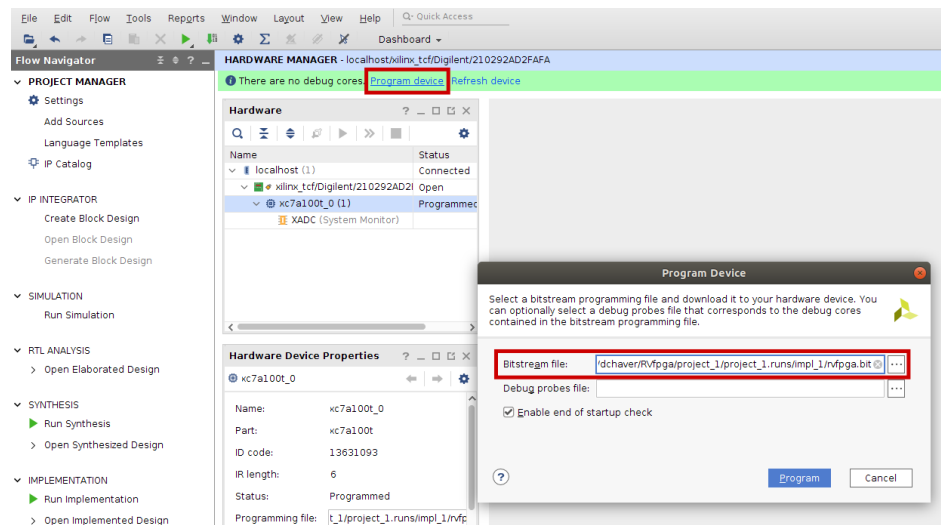 File Edit Flow Tools Reports Window Layout View Help Q- Quick Access
Dashboard
Flow Navigator
HARDWARE MANAGER - localhost/xilinx_tcf/Digilent/210292AD2FAFA
There are no debug cores. Program device Refresh device
PROJECT MANAGER
Settings
Add Sources
Language Templates
IP Catalog
IP INTEGRATOR
Create Block Design
Open Block Design
Generate Block Design
SIMULATION
Run Simulation
RTL ANALYSIS
Open Elaborated Design
SYNTHESIS
Run Synthesis
Open Synthesized Design
IMPLEMENTATION
Run Implementation
Open Implemented Design
Hardware
Name Status
localhost (1) Connected
xilinx_tcf/Digilent/210292AD2 Open
xc7a100t_0 (1) Programmed
XADC (System Monitor)
Hardware Device Properties
xc7a100t_0
Name: xc7a100t_0
Part: xc7a100t
ID code: 13631093
IR length: 6
Status: Programmed
Programming file: t_1/project_1.runs/impl_1/rvfp
Program Device
Select a bitstream programming file and download it to your hardware device. You
can optionally select a debug probes file that corresponds to the debug cores
contained in the bitstream programming file.
Bitstream file: /dchaver/RVfpga/project_1/project_1.runs/impl_1/rvfpga.bit
Debug probes file:
Enable end of startup check
Program Cancel